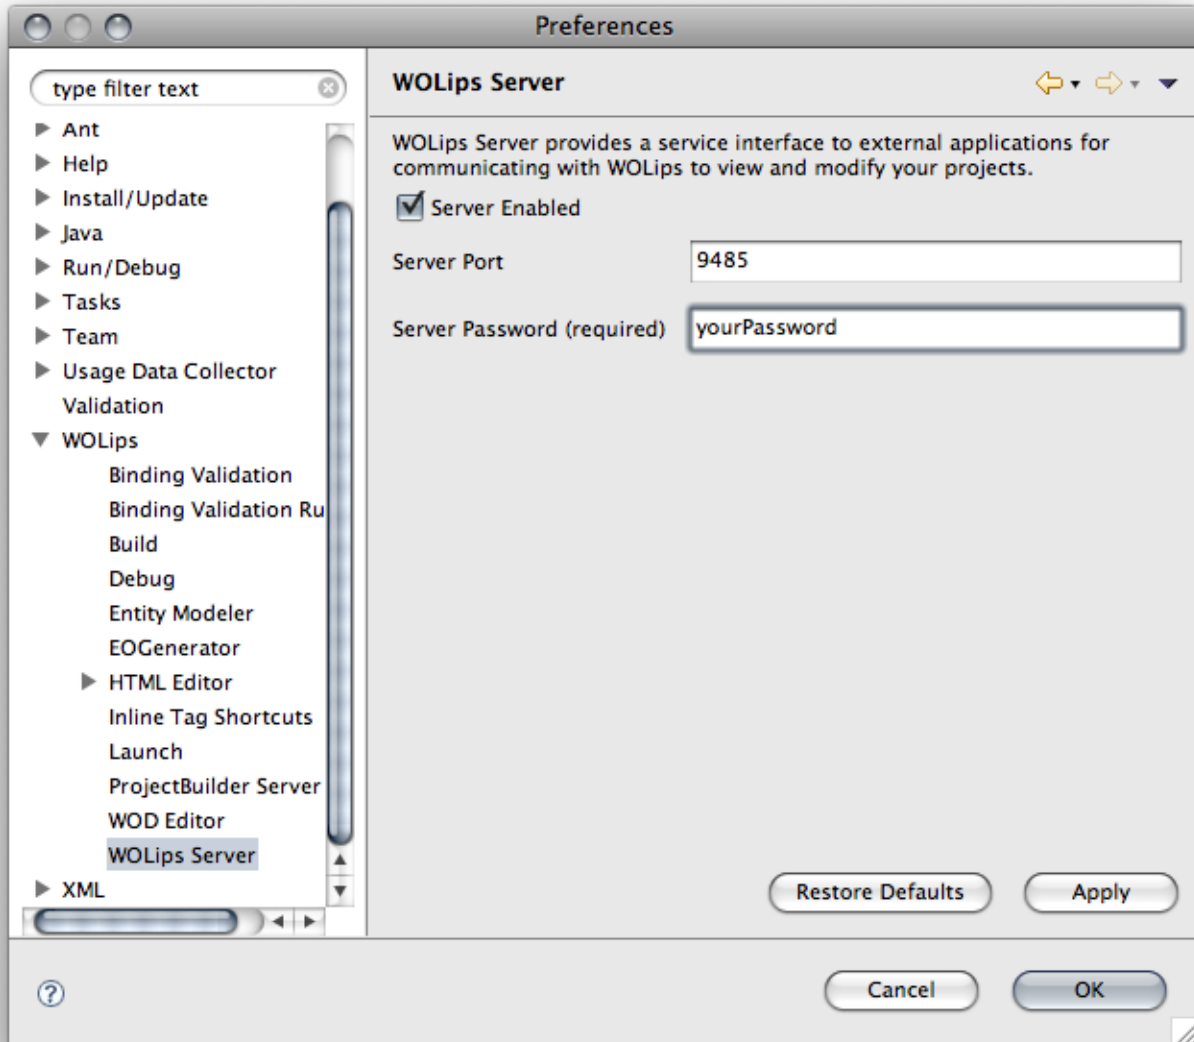 Preferences
type filter text
Ant
Help
Install/Update
Java
Run/Debug
Tasks
Team
Usage Data Collector
Validation
WOLips
Binding Validation
Binding Validation Ru
Build
Debug
Entity Modeler
EOGenerator
HTML Editor
Inline Tag Shortcuts
Launch
ProjectBuilder Server
WOD Editor
WOLips Server
XML
WOLips Server
WOLips Server provides a service interface to external applications for
communicating with WOLips to view and modify your projects.
Server Enabled
Server Port 9485
Server Password (required) yourPassword
Restore Defaults Apply
? Cancel OK